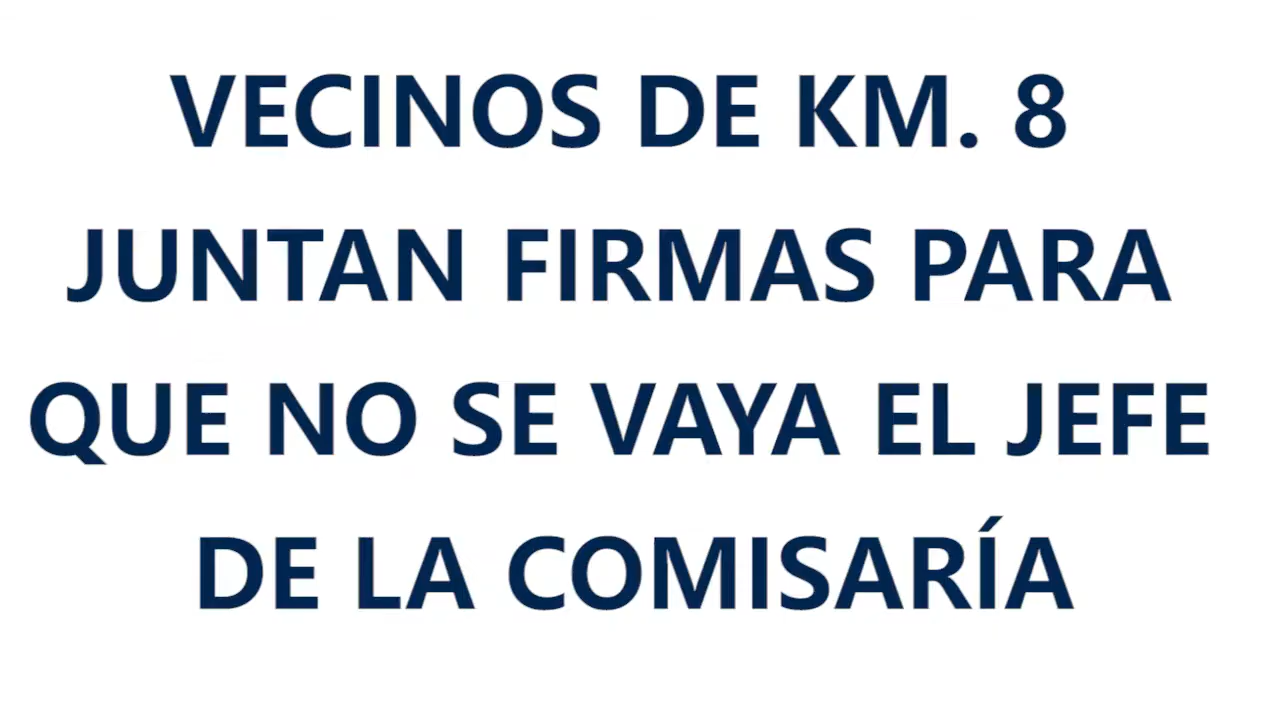 VECINOS DE KM. 8
JUNTAN FIRMAS PARA
QUE NO SE VAYA EL JEFE
DE LA COMISARÍA